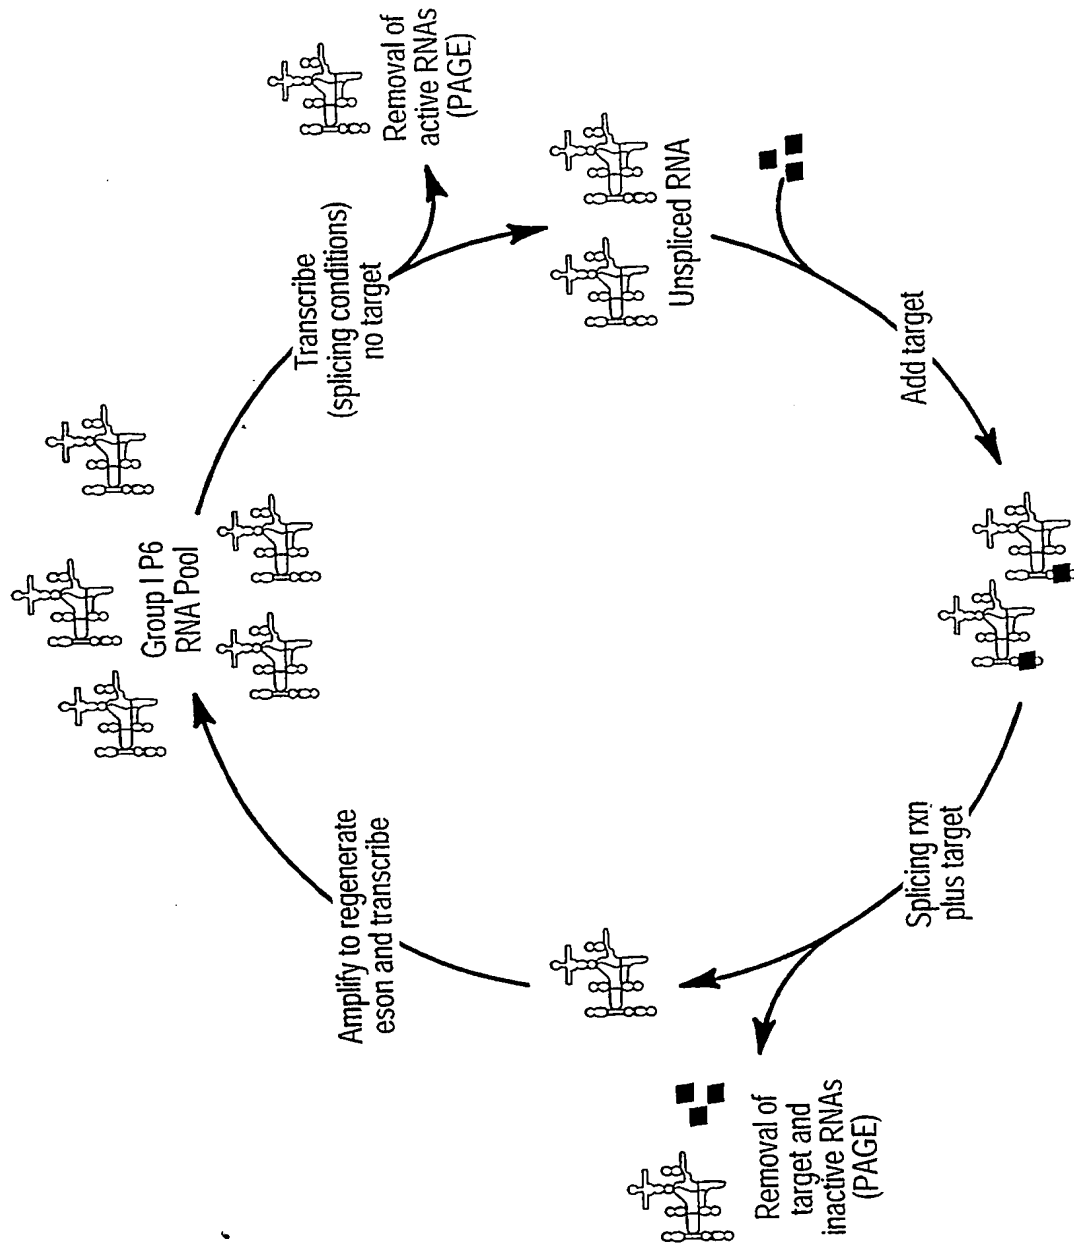 Group I P6
RNA Pool
Transcribe
(splicing conditions)
no target
Removal of
active RNAs
(PAGE)
Unspliced RNA
Add target
Splicing rxn
plus target
Removal of
target and
inactive RNAs
(PAGE)
Amplify to regenerate
eson and transcribe